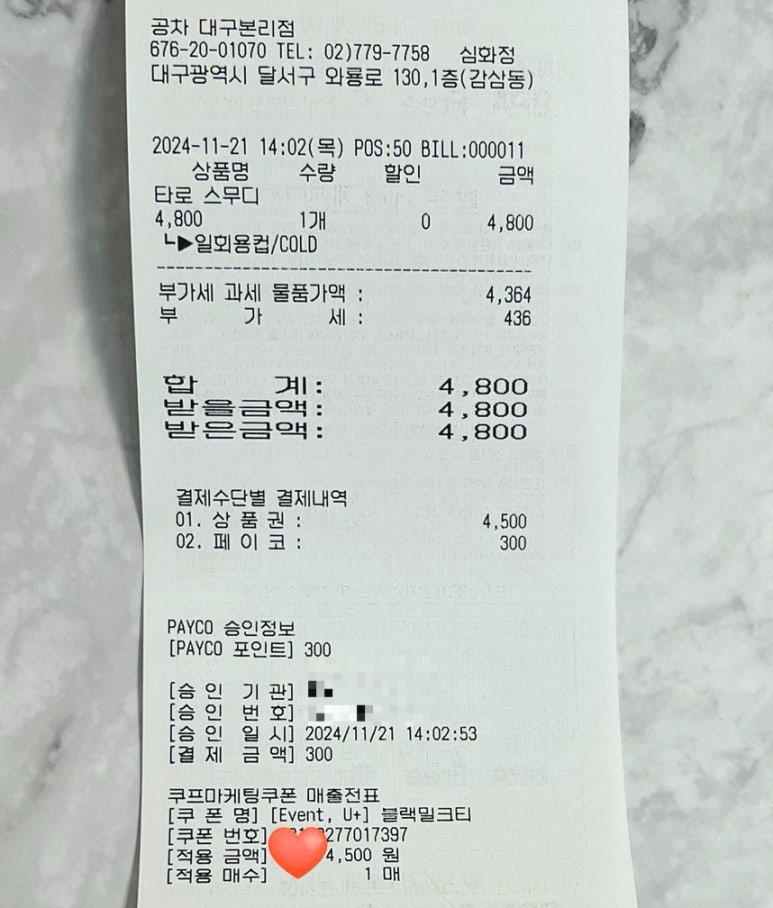 공차 대구본리점
676-20-01070 TEL: 02)779-7758 심화정
대구광역시 달서구 와룡로 130,1층(감삼동)
2024-11-21 14:02(목) POS:50 BILL:000011
상품명 수량 할인 금액
타로 스무디
4,800 1개 0 4,800
┗▶일회용컵/COLD
부가세 과세 물품가액 : 4,364
부 가 세 : 436
합 계: 4,800
받을금액: 4,800
받은금액: 4,800
결제수단별 결제내역
01. 상 품 권 : 4,500
02. 페 이 코 : 300
PAYCO 승인정보
[PAYCO 포인트] 300
[승 인 기 관]
[승 인 번 호]
[승 인 일 시] 2024/11/21 14:02:53
[결 제 금 액] 300
쿠프마케팅쿠폰 매출전표
[쿠 폰 명] [Event, U+] 블랙밀크티
[쿠폰 번호] 277017397
[적용 금액] 4,500 원
[적용 매수] 1 매